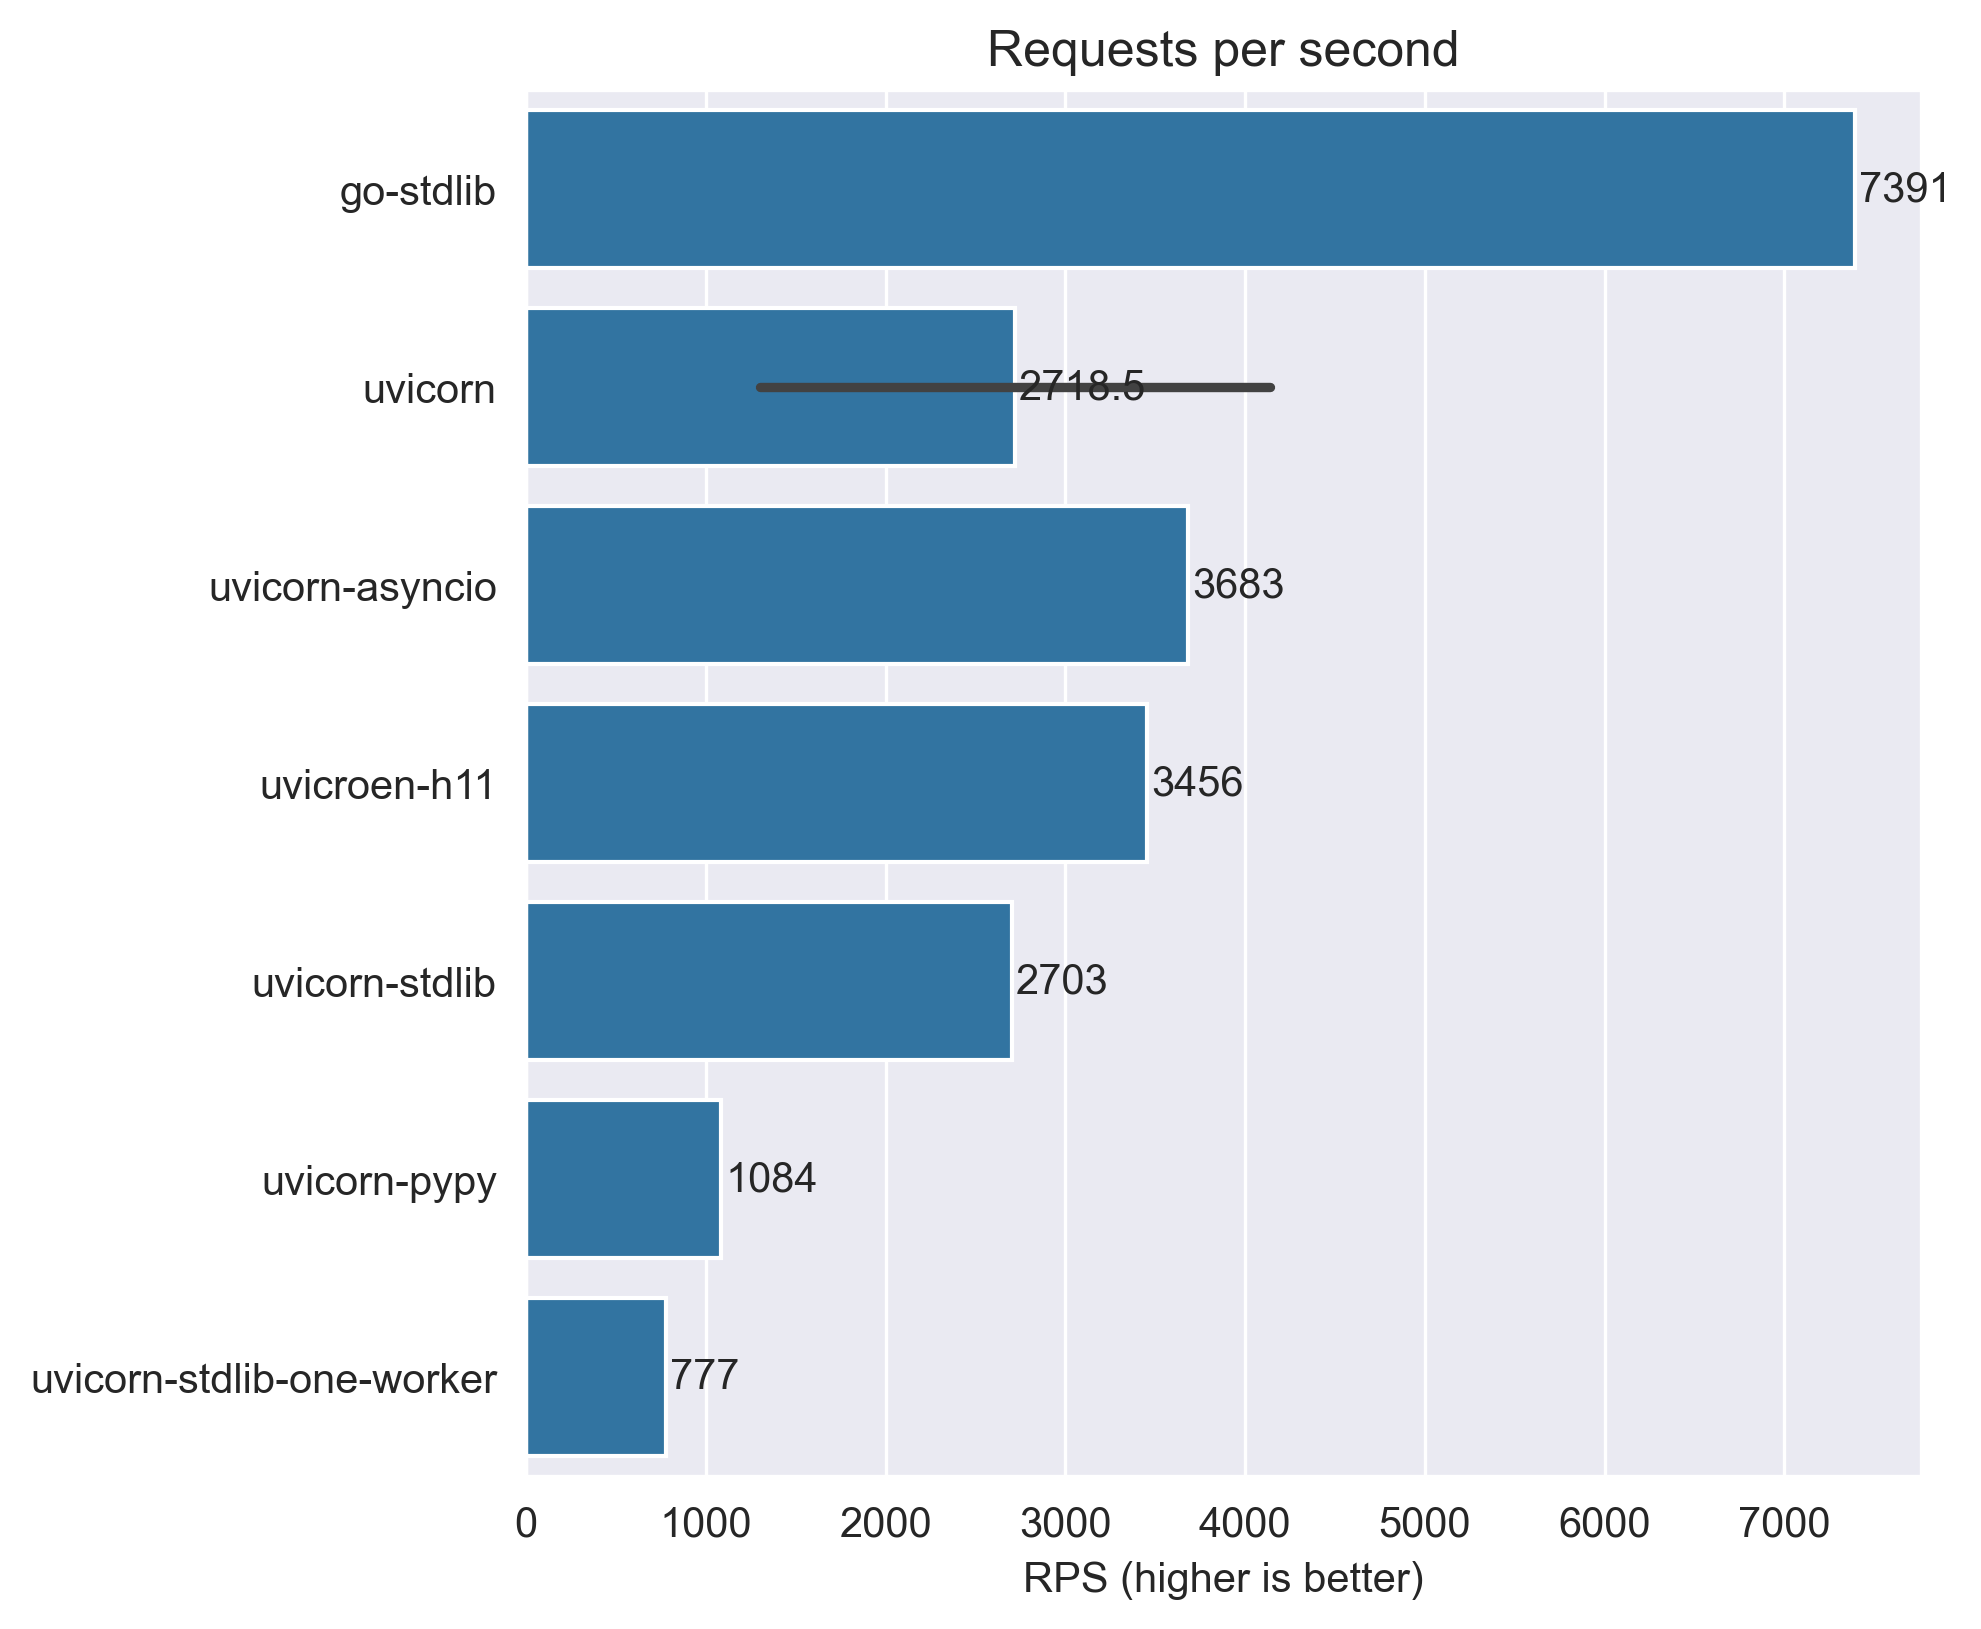 Requests per second
go-stdlib
7391
uvicorn
2718.5
uvicorn-asyncio
3683
uvicroen-h11
3456
uvicorn-stdlib
2703
uvicorn-pypy
1084
uvicorn-stdlib-one-worker
777
0 1000 2000 3000 4000 5000 6000 7000
RPS (higher is better)